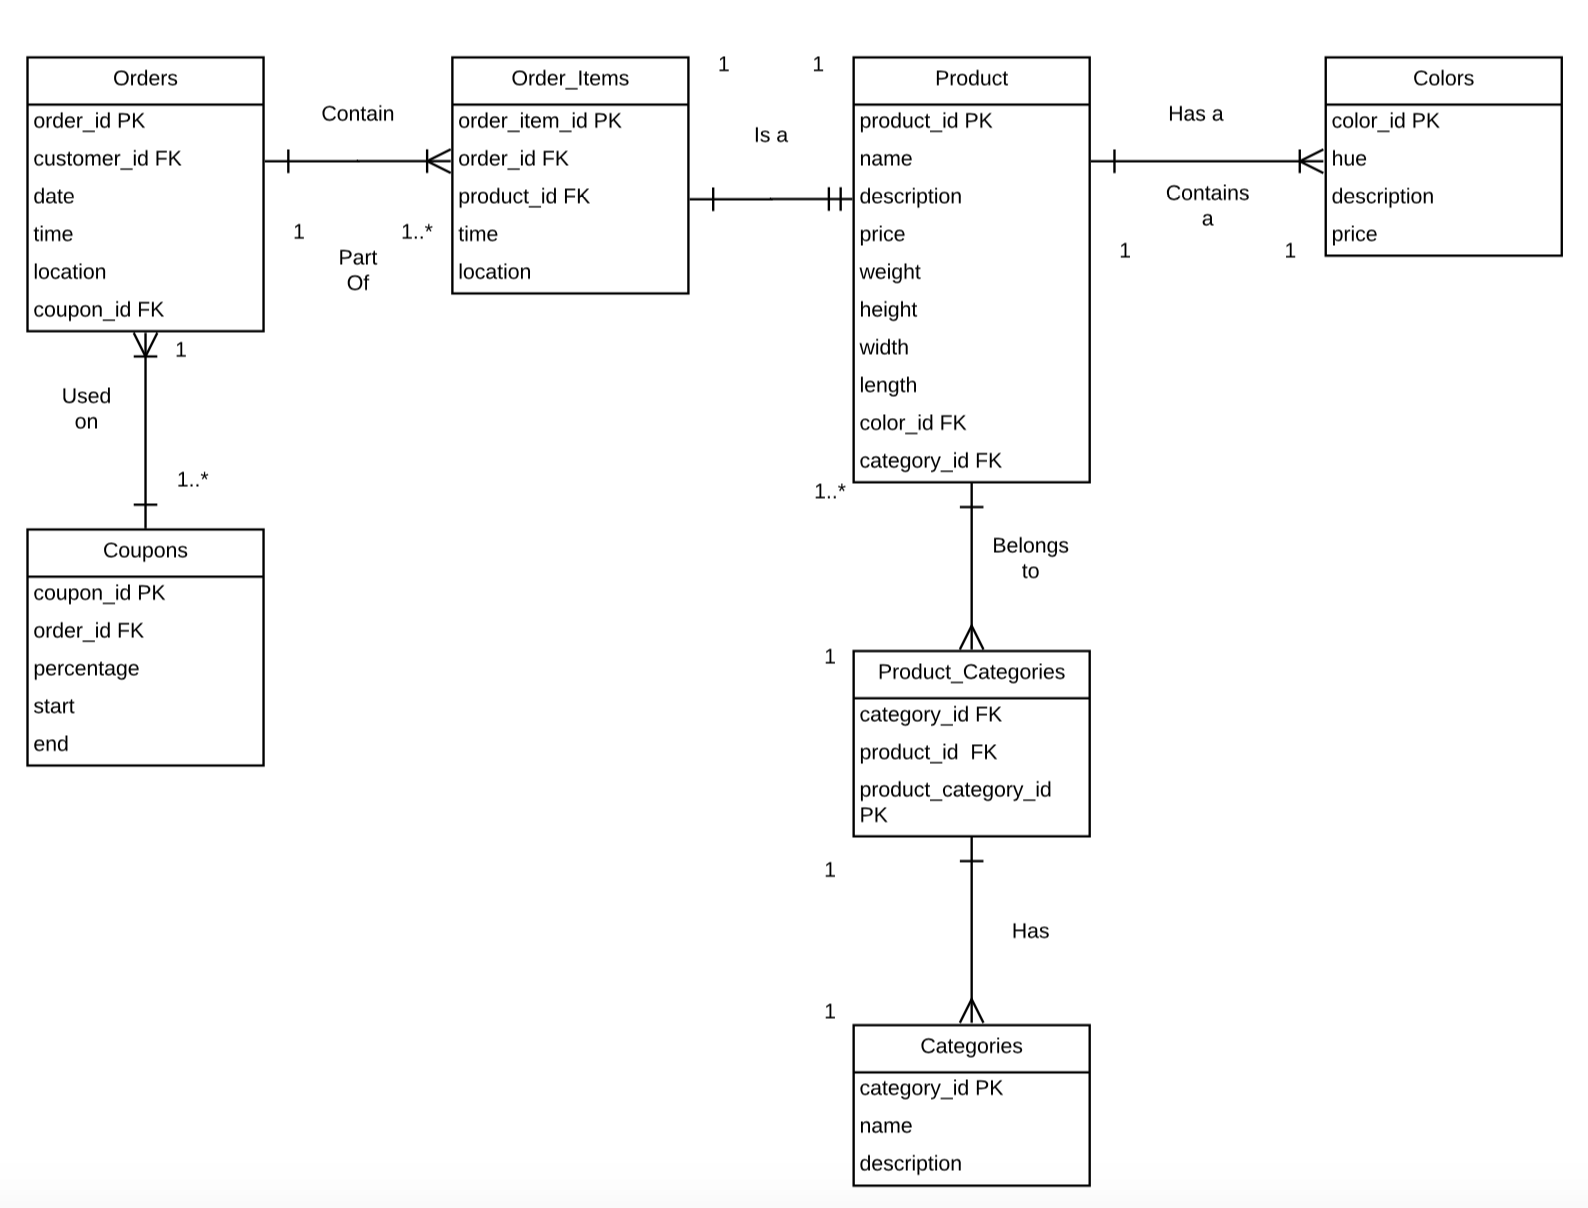 Orders
order_id PK
customer_id FK
date
time
location
coupon_id FK
Contain
1
1..*
Part
Of
Order_Items
order_item_id PK
order_id FK
product_id FK
time
location
1
1
Is a
Product
product_id PK
name
description
price
weight
height
width
length
color_id FK
category_id FK
Has a
Contains
a
1
1
Colors
color_id PK
hue
description
price
1
Used
on
1..*
Coupons
coupon_id PK
order_id FK
percentage
start
end
1..*
Belongs
to
1
Product_Categories
category_id FK
product_id  FK
product_category_id
PK
1
Has
1
Categories
category_id PK
name
description